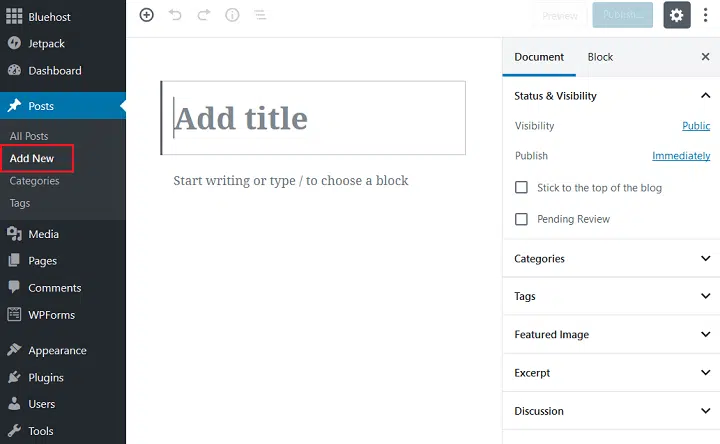 Bluehost
Jetpack
Dashboard
Posts
All Posts
Add New
Categories
Tags
Media
Pages
Comments
WPForms
Appearance
Plugins
Users
Tools
Preview
Publish...
Add title
Start writing or type / to choose a block
Document Block
Status & Visibility
Visibility Public
Publish Immediately
Stick to the top of the blog
Pending Review
Categories
Tags
Featured Image
Excerpt
Discussion